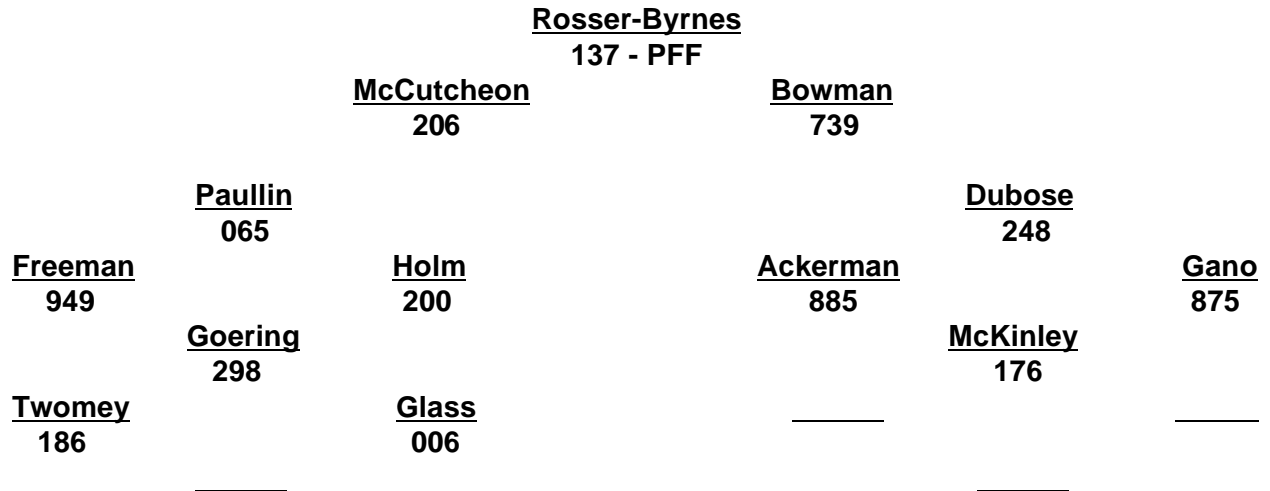 Rosser-Byrnes
137 - PFF
McCutcheon Bowman
206 739
Paullin Dubose
065 248
Freeman Holm Ackerman Gano
949 200 885 875
Goering McKinley
298 176
Twomey Glass
186 006